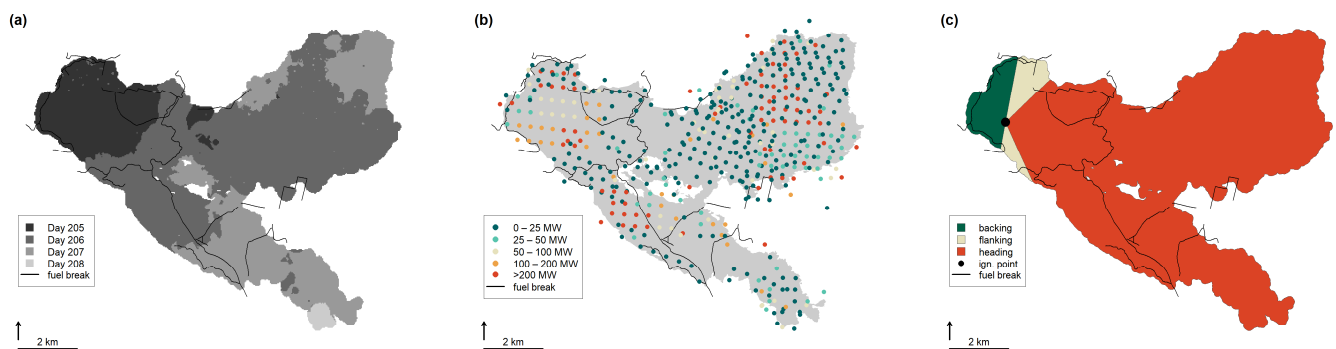 (a)
Day 205
Day 206
Day 207
Day 208
fuel break
2 km
(b)
0 – 25 MW
25 – 50 MW
50 – 100 MW
100 – 200 MW
>200 MW
fuel break
2 km
(c)
backing
flanking
heading
ign. point
fuel break
2 km